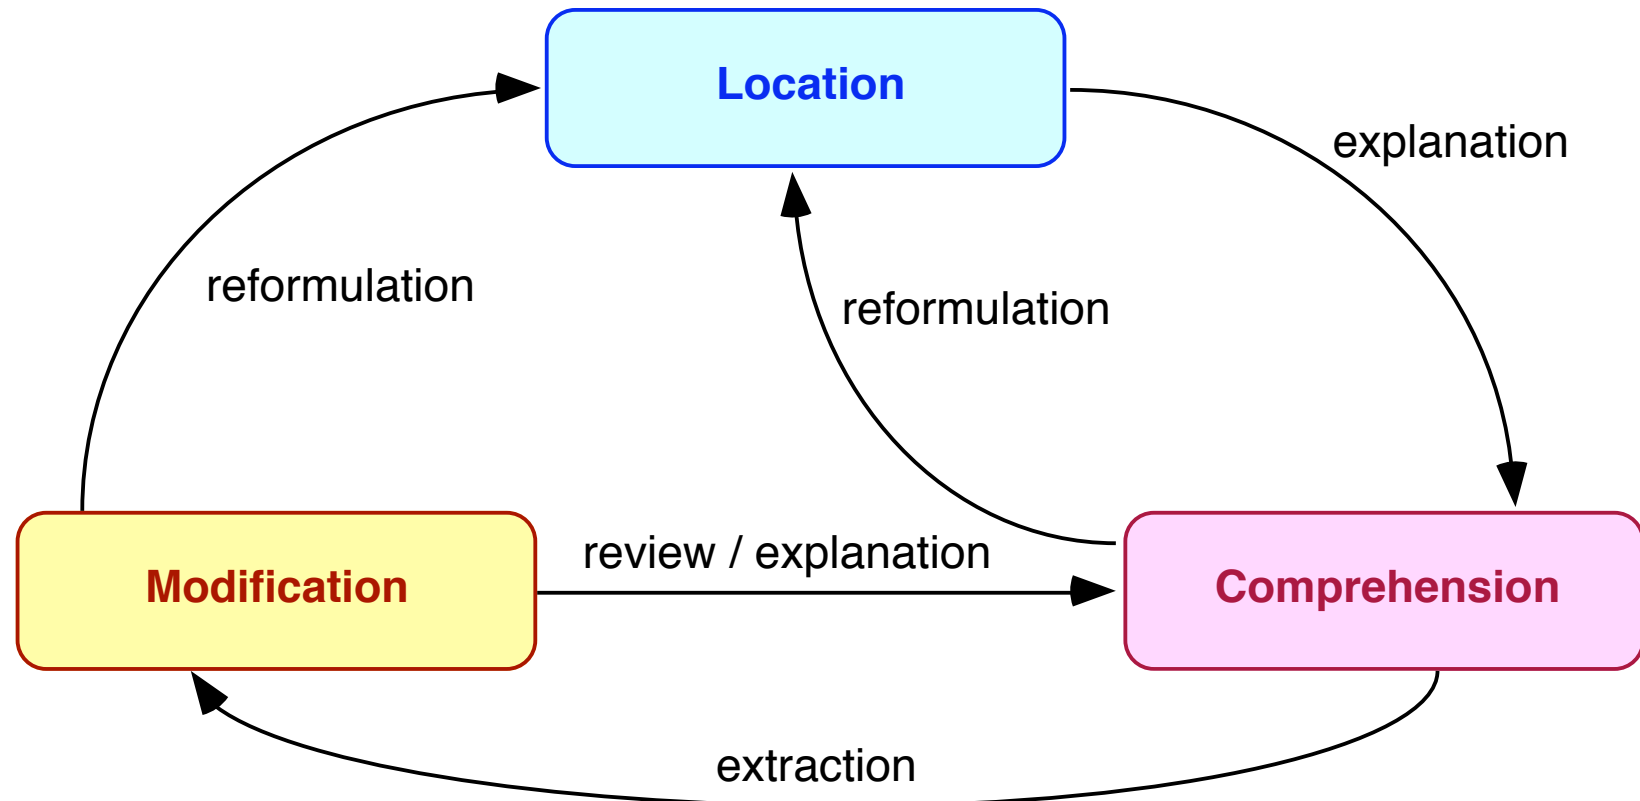 Location
explanation
reformulation
reformulation
review / explanation
Modification
Comprehension
extraction